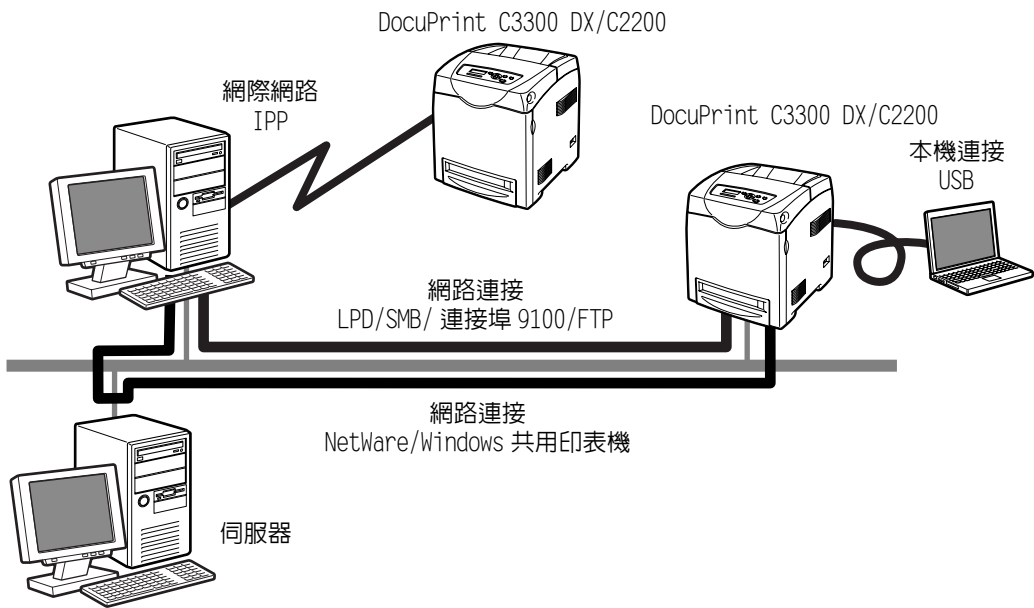 DocuPrint C3300 DX/C2200
網際網路
IPP
DocuPrint C3300 DX/C2200
本機連接
USB
網路連接
LPD/SMB/ 連接埠 9100/FTP
網路連接
NetWare/Windows 共用印表機
伺服器